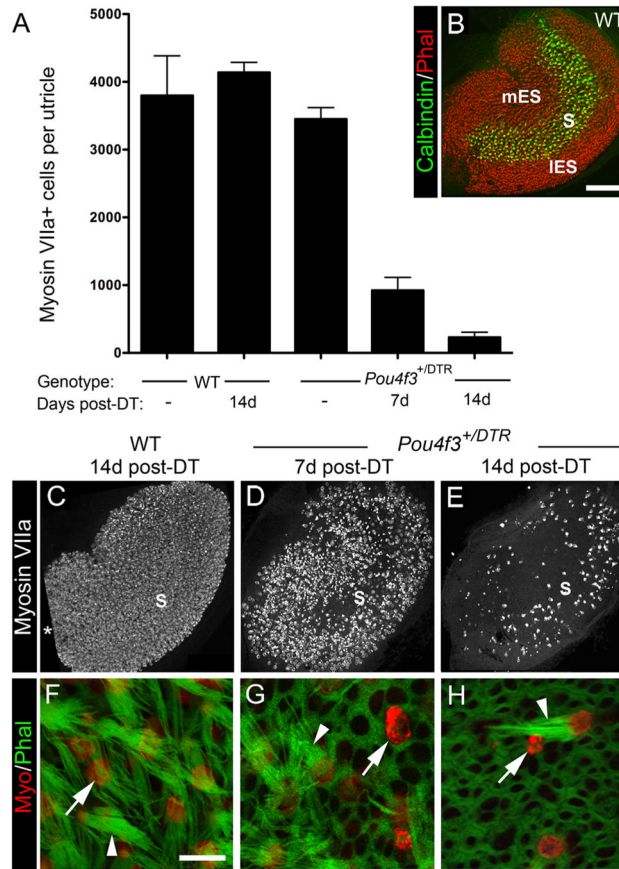 A
5000
4000
3000
2000
1000
0
Myosin VIIa+ cells per utricle
Genotype: WT Pou4f3+/DTR
Days post-DT: - 14d - 7d 14d
B
WT
Calbindin/Phal
mES
S
lES
WT Pou4f3+/DTR
14d post-DT 7d post-DT 14d post-DT
Myosin VIIa
C
S
*
D
S
E
S
Myo/Phal
F
G
H